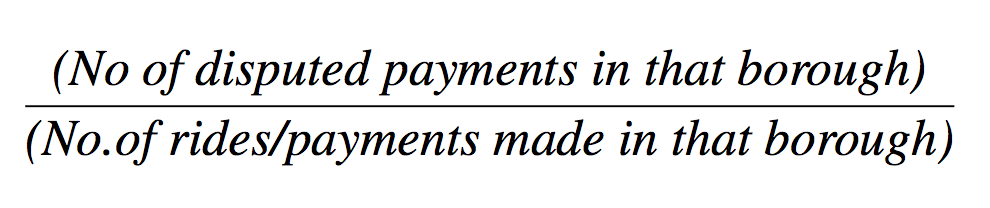 (No of disputed payments in that borough)
(No.of rides/payments made in that borough)